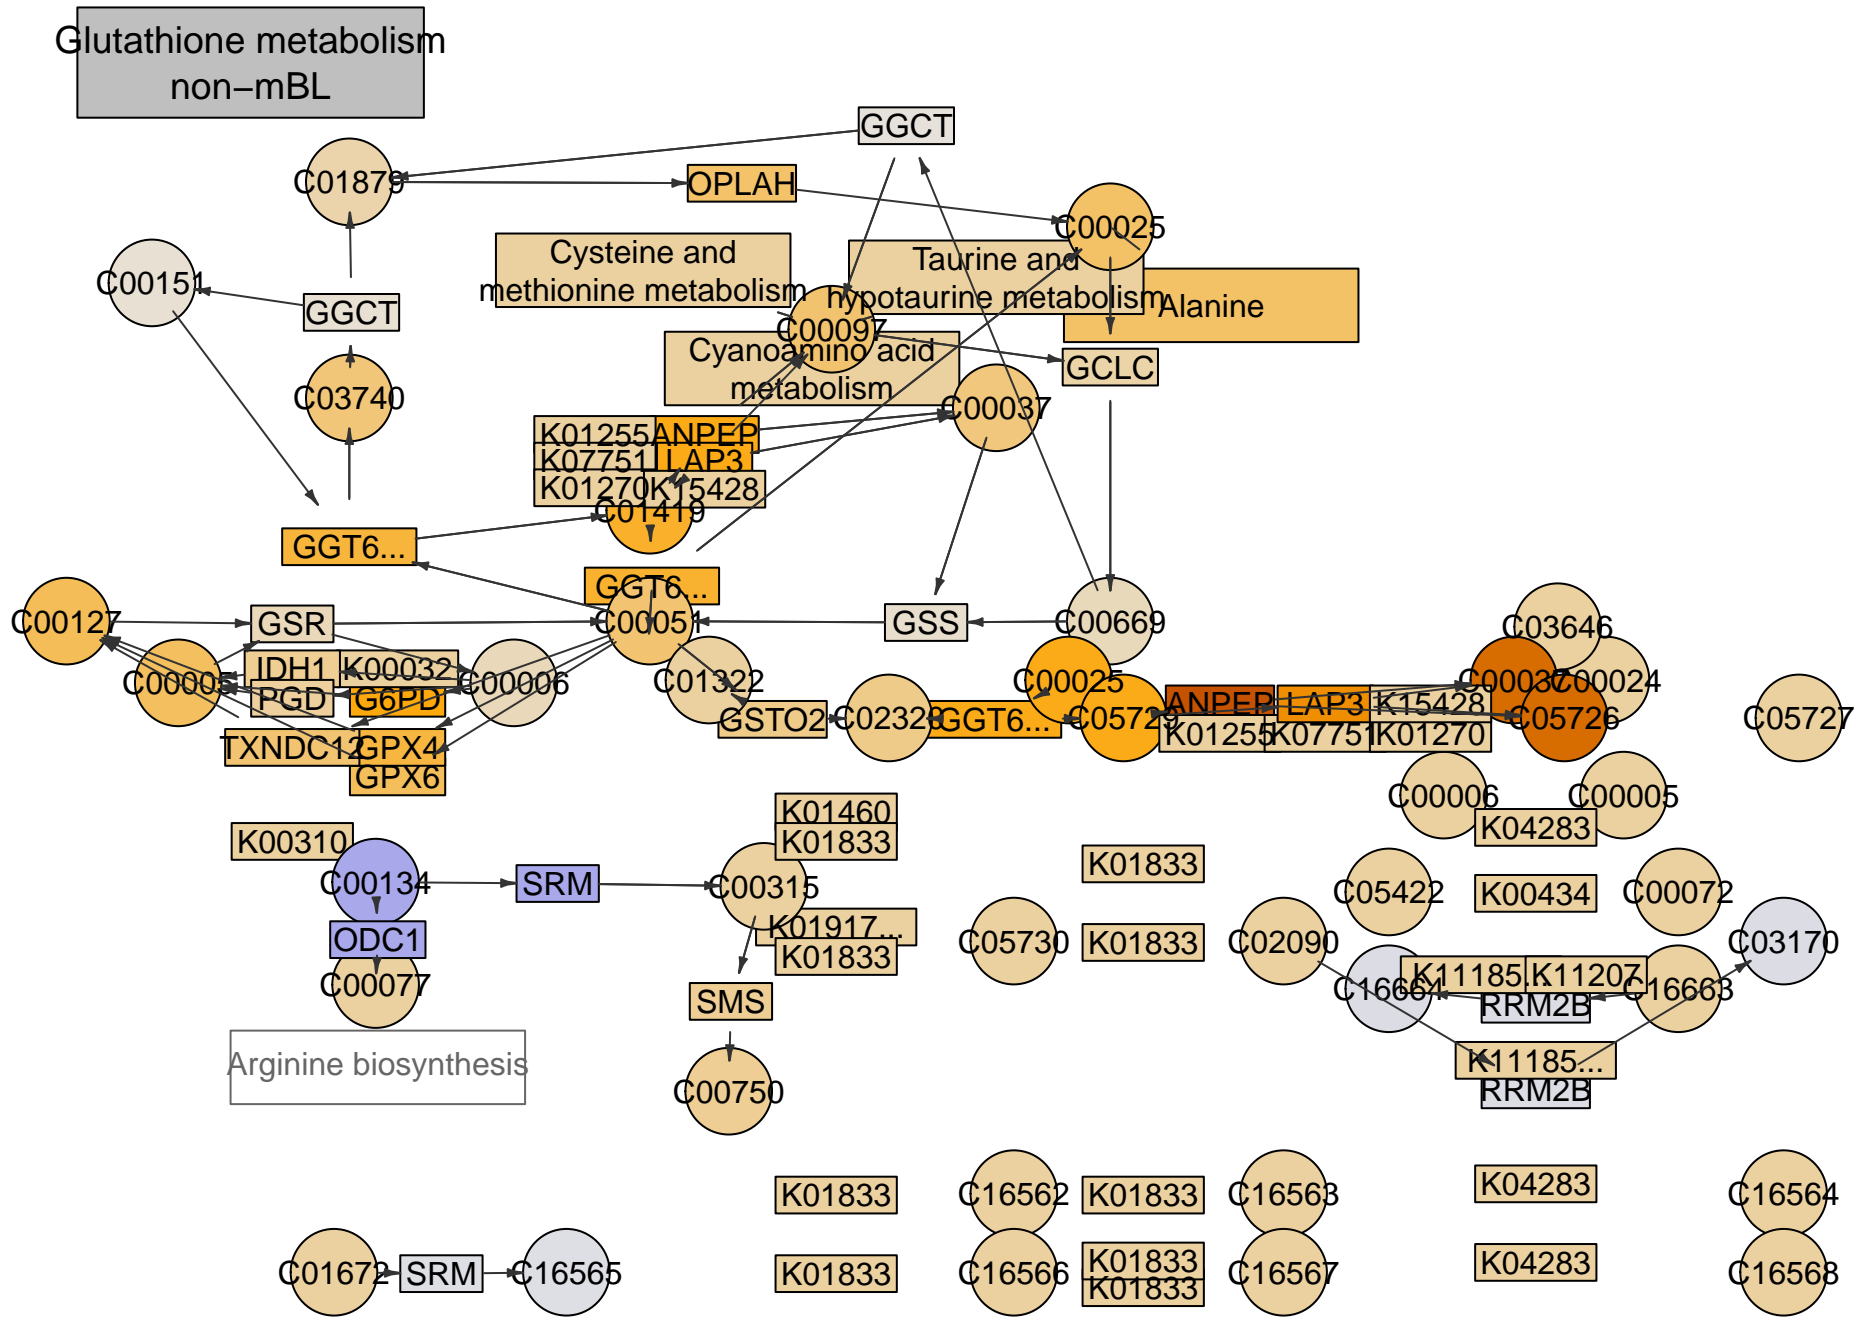 Glutathione metabolism
non−mBL
GGCT
C01879
OPLAH
C00025
Cysteine and
methionine metabolism
Taurine and
hypotaurine metabolism
Alanine
C00151
GGCT
C00097
Cyanoamino acid
metabolism
GCLC
C03740
C00037
K01255
ANPEP
K07751
LAP3
K01270
K15428
C01419
GGT6...
GGT6...
C00127
GSR
C00051
GSS
C00669
C03646
IDH1
K00032
C00005
C00006
C01322
C00025
C00037
C00024
PGD
G6PD
GSTO2
C02320
GGT6...
C05729
ANPEP
LAP3
K15428
C05726
C05727
K01255
K07751
K01270
TXNDC12
GPX4
GPX6
C00006
C00005
K01460
K04283
K00310
K01833
K01833
C00134
SRM
C00315
C05422
K00434
C00072
K01917...
ODC1
K01833
C05730
K01833
C02090
C03170
C00077
SMS
C16664
K11185...
K11207
C16663
RRM2B
Arginine biosynthesis
K11185...
C00750
RRM2B
K01833
C16562
K01833
C16563
K04283
C16564
C01672
SRM
C16565
K01833
C16566
K01833
K01833
C16567
K04283
C16568